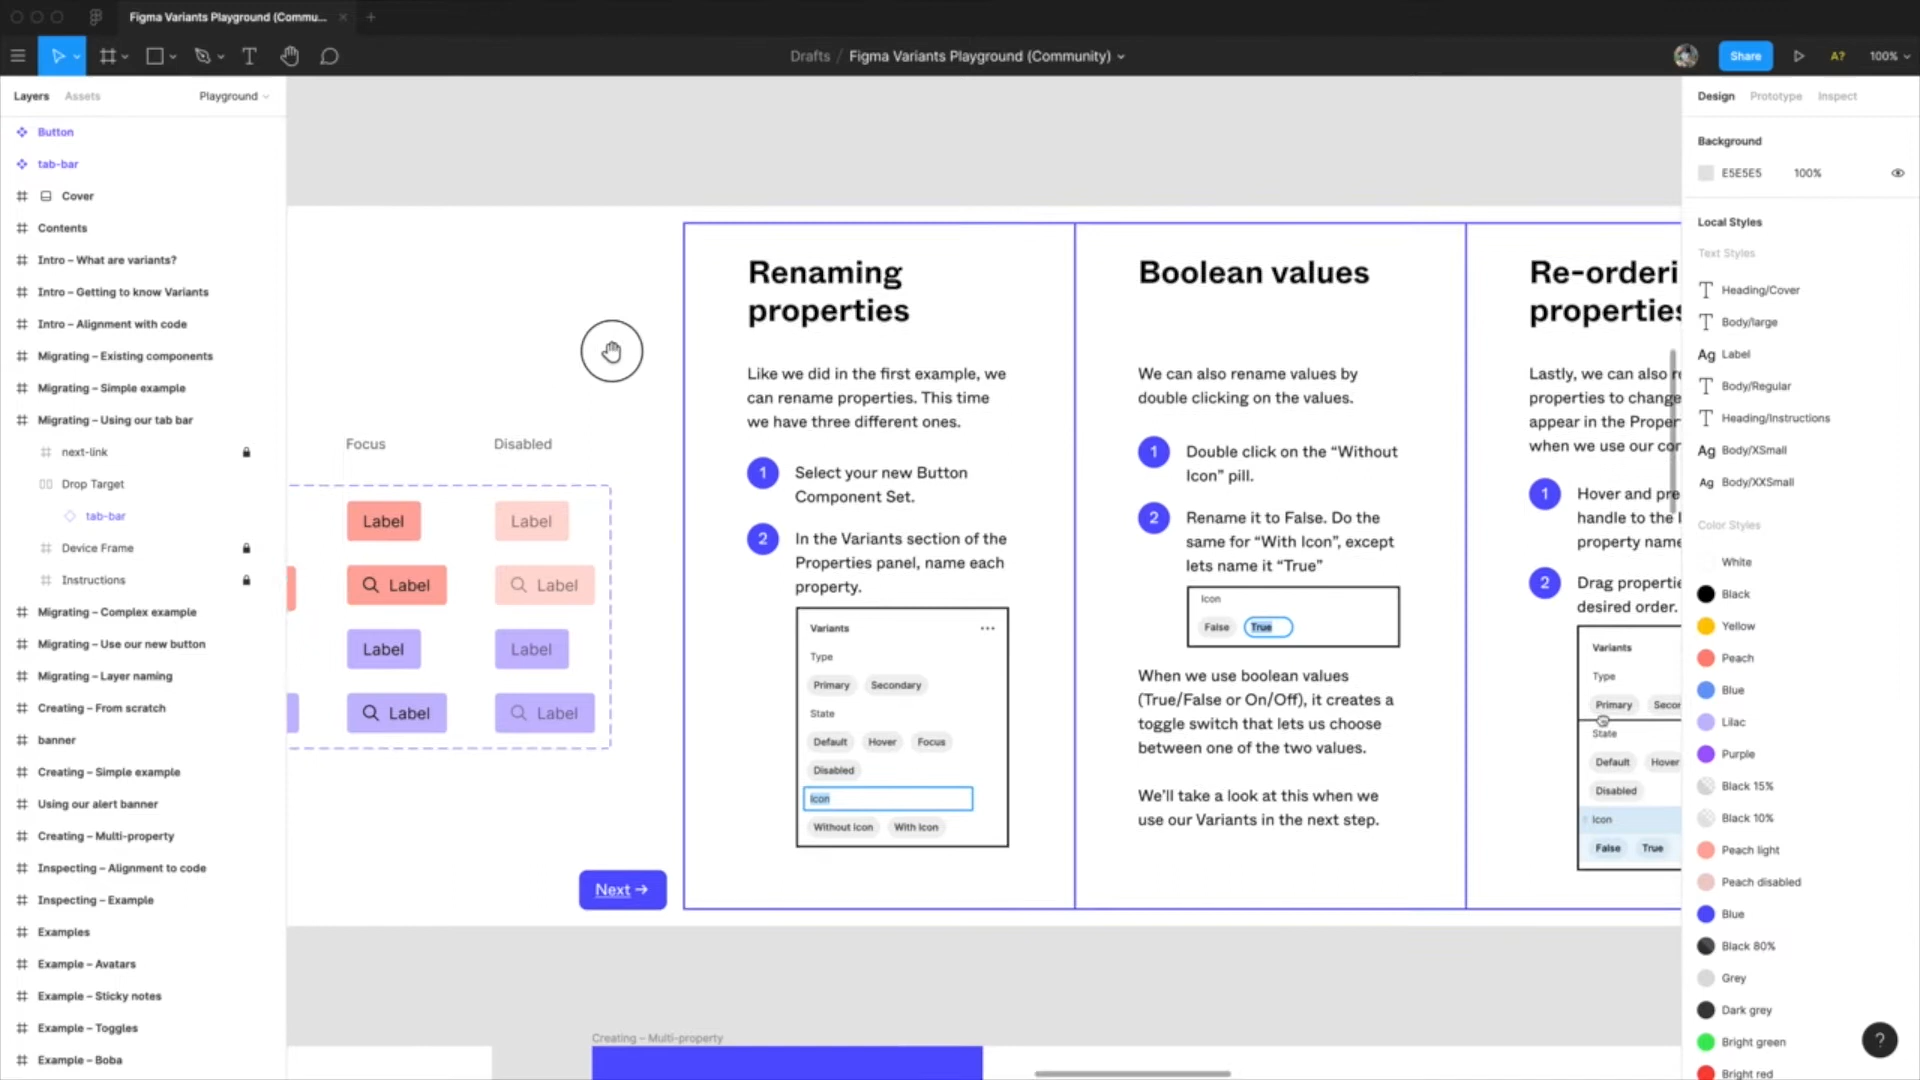 Figma Variants Playground (Commu...
Drafts / Figma Variants Playground (Community)
Share
A?
100%
Layers
Assets
Playground
Button
tab-bar
Cover
Contents
Intro – What are variants?
Intro – Getting to know Variants
Intro – Alignment with code
Migrating – Existing components
Migrating – Simple example
Migrating – Using our tab bar
next-link
Drop Target
tab-bar
Device Frame
Instructions
Migrating – Complex example
Migrating – Use our new button
Migrating – Layer naming
Creating – From scratch
banner
Creating – Simple example
Using our alert banner
Creating – Multi-property
Inspecting – Alignment to code
Inspecting – Example
Examples
Example – Avatars
Example – Sticky notes
Example – Toggles
Example – Boba
Focus
Disabled
Label
Label
Label
Label
Label
Label
Label
Label
Next →
Renaming
properties
Like we did in the first example, we
can rename properties. This time
we have three different ones.
1
Select your new Button
Component Set.
2
In the Variants section of the
Properties panel, name each
property.
Variants
Type
Primary
Secondary
State
Default
Hover
Focus
Disabled
Icon
Without Icon
With Icon
Boolean values
We can also rename values by
double clicking on the values.
1
Double click on the “Without
Icon” pill.
2
Rename it to False. Do the
same for “With Icon”, except
lets name it “True”
Icon
False
True
When we use boolean values
(True/False or On/Off), it creates a
toggle switch that lets us choose
between one of the two values.
We’ll take a look at this when we
use our Variants in the next step.
Re-orderi
properties
Lastly, we can also r
properties to change
appear in the Proper
when we use our co
1
Hover and pre
handle to the l
property name
2
Drag propertie
desired order.
Variants
Type
Primary
Secor
State
Default
Hover
Disabled
Icon
False
True
Creating – Multi-property
Design
Prototype
Inspect
Background
E5E5E5
100%
Local Styles
Text Styles
Heading/Cover
Body/large
Ag Label
Body/Regular
Heading/Instructions
Ag Body/XSmall
Ag Body/XXSmall
Color Styles
White
Black
Yellow
Peach
Blue
Lilac
Purple
Black 15%
Black 10%
Peach light
Peach disabled
Blue
Black 80%
Grey
Dark grey
Bright green
Bright red
?